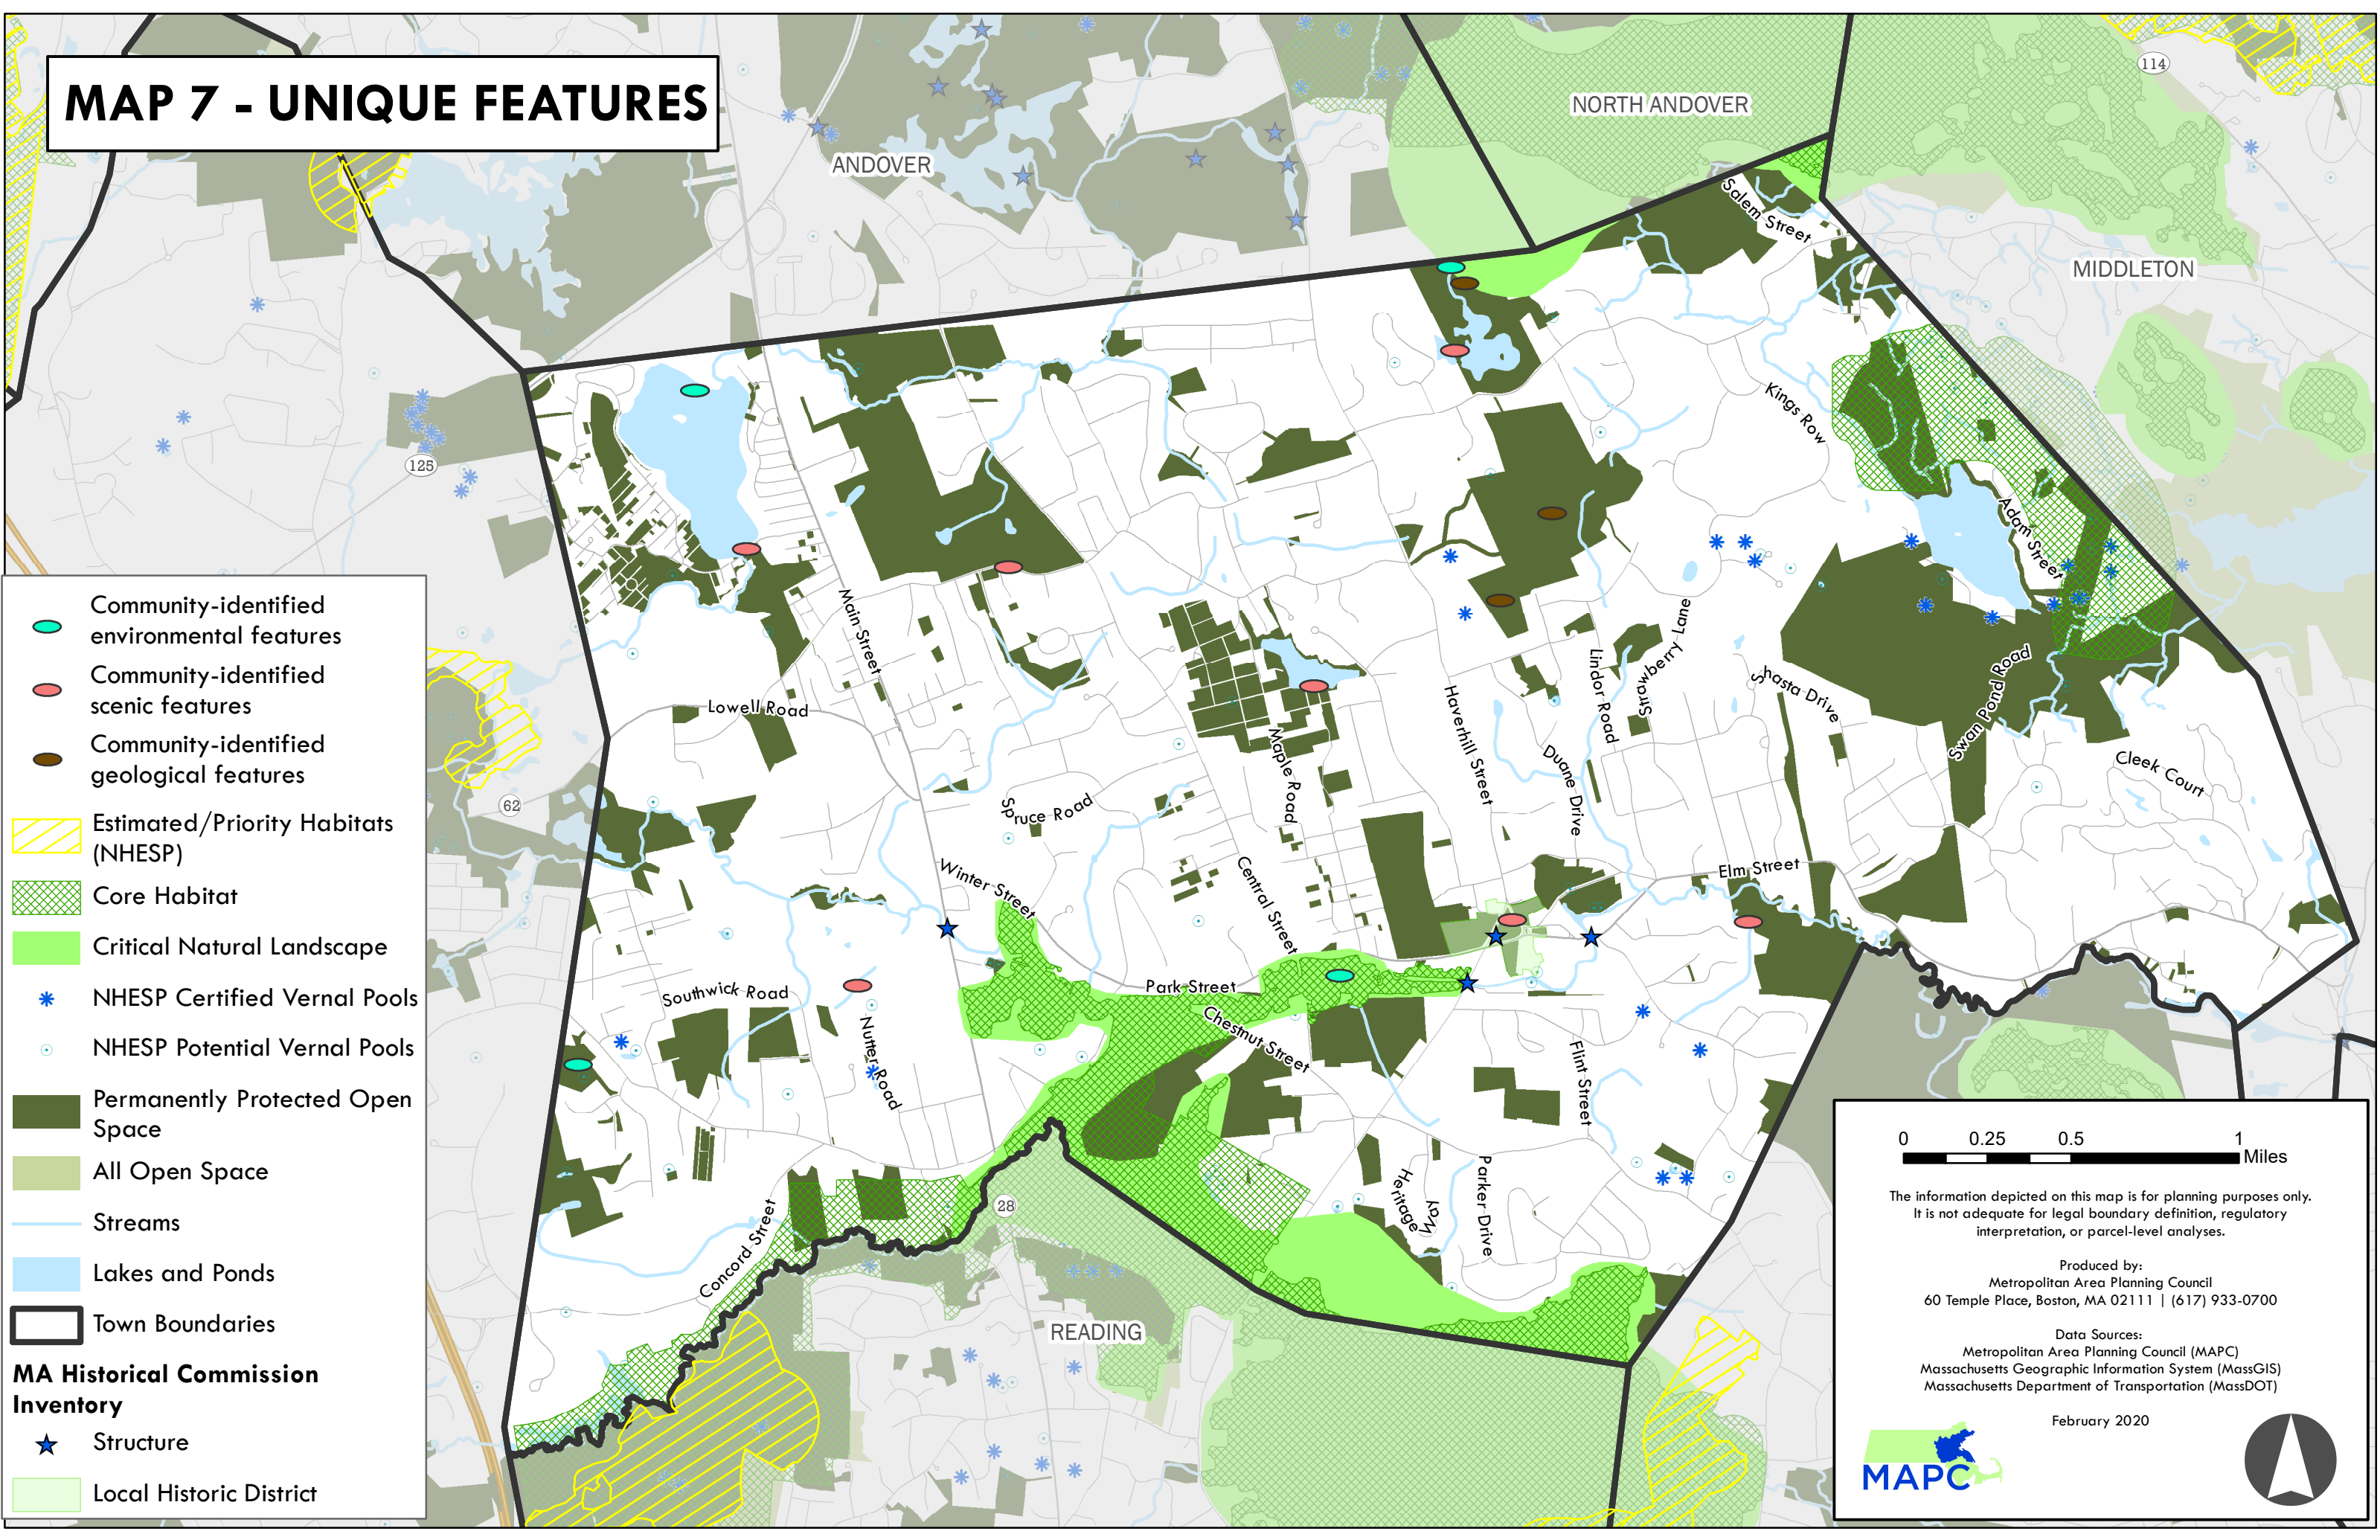 MAP 7 - UNIQUE FEATURES
ANDOVER
NORTH ANDOVER
114
MIDDLETON
Salem Street
Kings Row
Adam Street
125
Main Street
Lowell Road
62
Haverhill Street
Lindor Road
Strawberry Lane
Shasta Drive
Swan Pond Road
Cleek Court
Maple Road
Duane Drive
Spruce Road
Winter Street
Central Street
Elm Street
Park Street
Southwick Road
Chestnut Street
Nutters Road
Flint Street
Heritage Way
Parker Drive
Concord Street
28
READING
Community-identified
environmental features
Community-identified
scenic features
Community-identified
geological features
Estimated/Priority Habitats
(NHESP)
Core Habitat
Critical Natural Landscape
NHESP Certified Vernal Pools
NHESP Potential Vernal Pools
Permanently Protected Open
Space
All Open Space
Streams
Lakes and Ponds
Town Boundaries
MA Historical Commission
Inventory
Structure
Local Historic District
0 0.25 0.5 1
Miles
The information depicted on this map is for planning purposes only.
It is not adequate for legal boundary definition, regulatory
interpretation, or parcel-level analyses.
Produced by:
Metropolitan Area Planning Council
60 Temple Place, Boston, MA 02111 | (617) 933-0700
Data Sources:
Metropolitan Area Planning Council (MAPC)
Massachusetts Geographic Information System (MassGIS)
Massachusetts Department of Transportation (MassDOT)
February 2020
MAPC